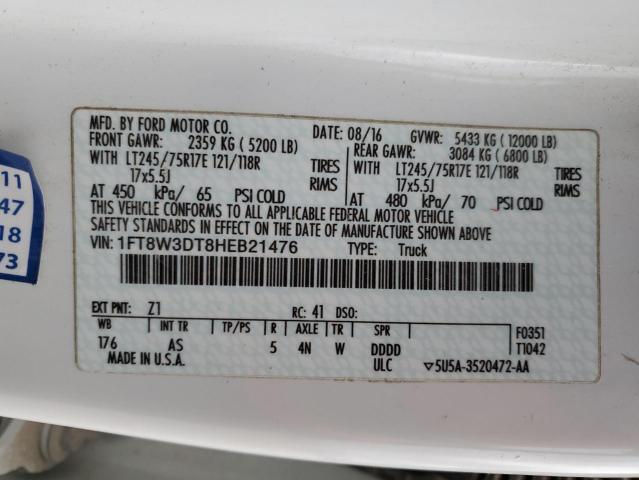 MFD. BY FORD MOTOR CO.
DATE: 08/16 GVWR: 5433 KG ( 12000 LB)
FRONT GAWR: 2359 KG ( 5200 LB) REAR GAWR: 3084 KG ( 6800 LB)
WITH LT245/75R17E 121/118R TIRES WITH LT245/75R17E 121/118R TIRES
17x5.5J RIMS 17x5.5J RIMS
AT 450 kPa/ 65 PSI COLD AT 480 kPa/ 70 PSI COLD
THIS VEHICLE CONFORMS TO ALL APPLICABLE FEDERAL MOTOR VEHICLE
SAFETY STANDARDS IN EFFECT ON THE DATE OF MANUFACTURE SHOWN ABOVE.
VIN: 1FT8W3DT8HEB21476 TYPE: Truck
EXT PNT: Z1 RC: 41 DSO:
WB INT TR TP/PS R AXLE TR SPR F0351
176 AS 5 4N W DDDD T1042
MADE IN U.S.A. ULC ▽5U5A-3520472-AA
11
47
18
73